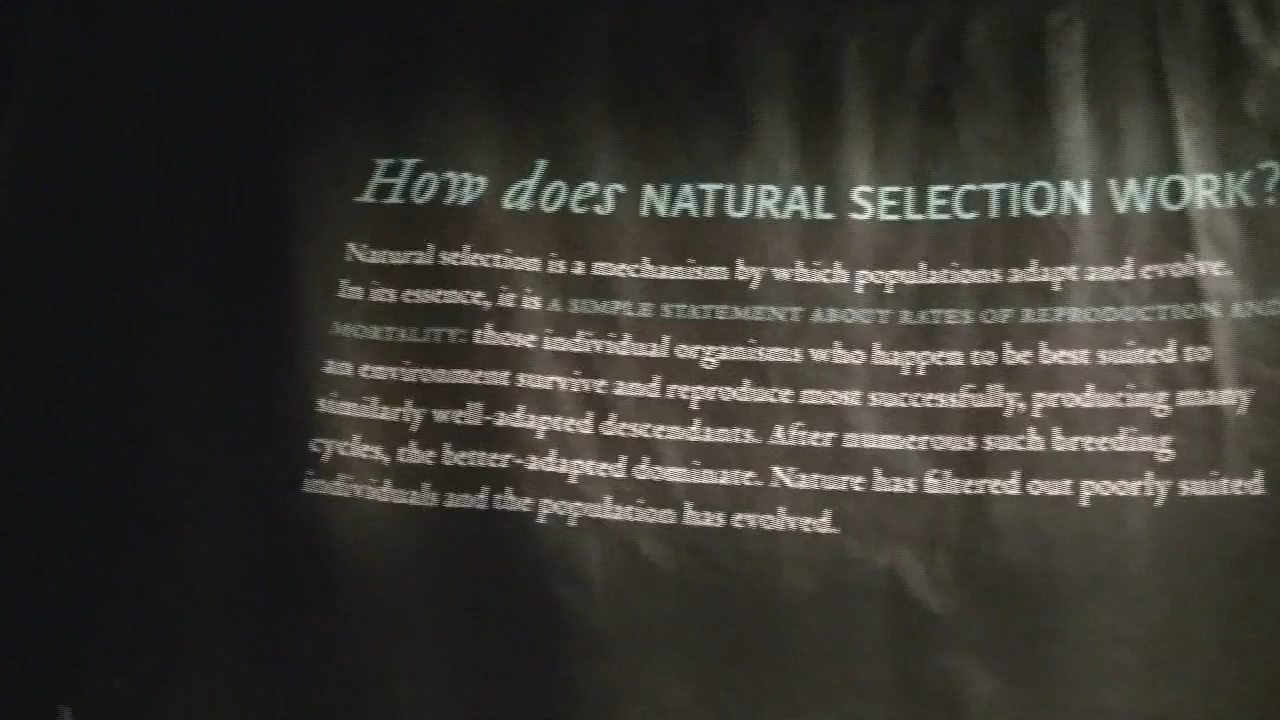 How does NATURAL SELECTION WORK?
Natural selection is a mechanism by which populations adapt and evolve.
In its essence, it is A SIMPLE STATEMENT ABOUT RATES OF REPRODUCTION AND
MORTALITY: those individual organisms who happen to be best suited to
an environment survive and reproduce most successfully, producing many
similarly well-adapted descendants. After numerous such breeding
cycles, the better-adapted dominate. Nature has filtered out poorly suited
individuals and the population has evolved.